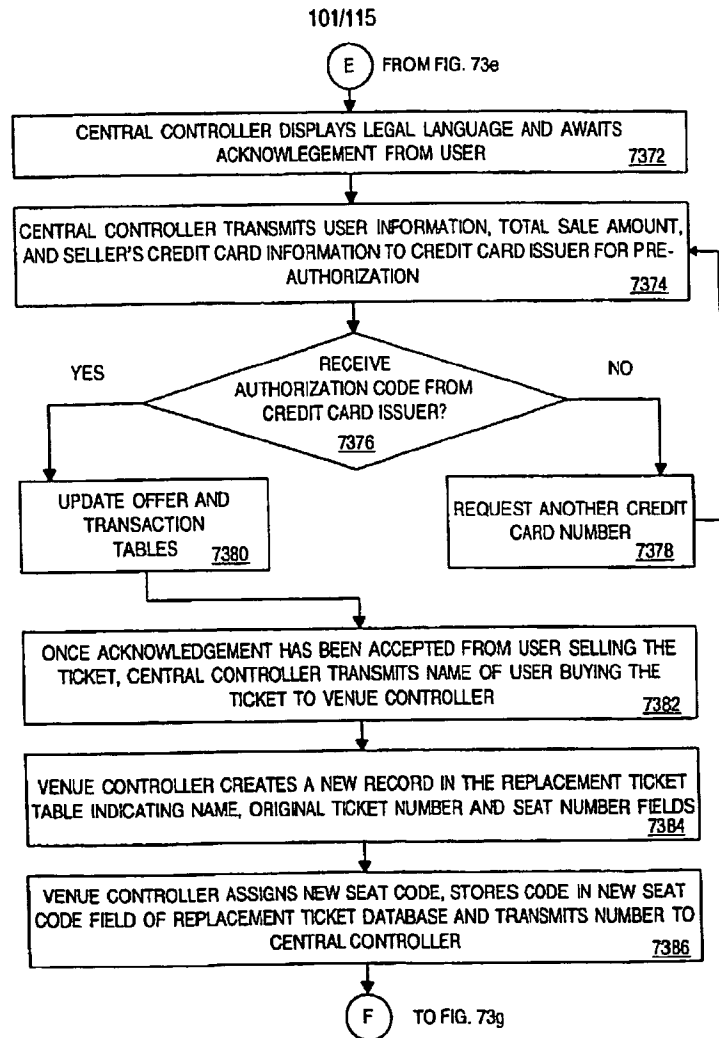 101/115
E FROM FIG. 73e
CENTRAL CONTROLLER DISPLAYS LEGAL LANGUAGE AND AWAITS
ACKNOWLEGEMENT FROM USER 7372
CENTRAL CONTROLLER TRANSMITS USER INFORMATION, TOTAL SALE AMOUNT,
AND SELLER'S CREDIT CARD INFORMATION TO CREDIT CARD ISSUER FOR PRE-
AUTHORIZATION 7374
RECEIVE
AUTHORIZATION CODE FROM
CREDIT CARD ISSUER?
7376
YES
NO
UPDATE OFFER AND
TRANSACTION
TABLES 7380
REQUEST ANOTHER CREDIT
CARD NUMBER
7378
ONCE ACKNOWLEDGEMENT HAS BEEN ACCEPTED FROM USER SELLING THE
TICKET, CENTRAL CONTROLLER TRANSMITS NAME OF USER BUYING THE
TICKET TO VENUE CONTROLLER 7382
VENUE CONTROLLER CREATES A NEW RECORD IN THE REPLACEMENT TICKET
TABLE INDICATING NAME, ORIGINAL TICKET NUMBER AND SEAT NUMBER FIELDS
7384
VENUE CONTROLLER ASSIGNS NEW SEAT CODE, STORES CODE IN NEW SEAT
CODE FIELD OF REPLACEMENT TICKET DATABASE AND TRANSMITS NUMBER TO
CENTRAL CONTROLLER 7386
F TO FIG. 73g